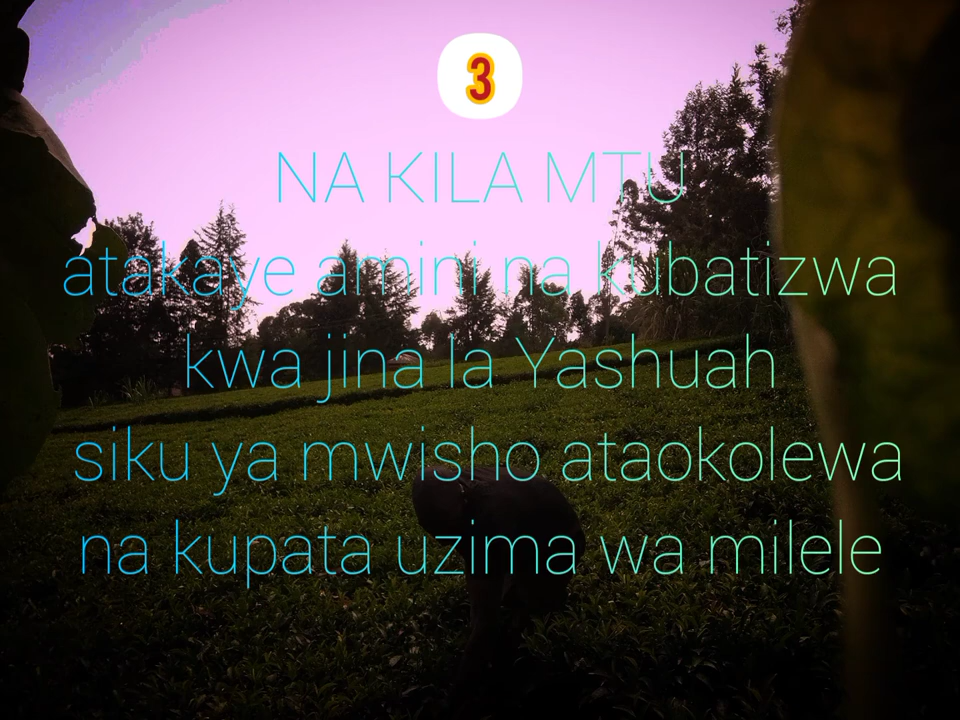 3
NA KILA MTU
atakaye amini na kubatizwa
kwa jina la Yashuah
siku ya mwisho ataokolewa
na kupata uzima wa milele